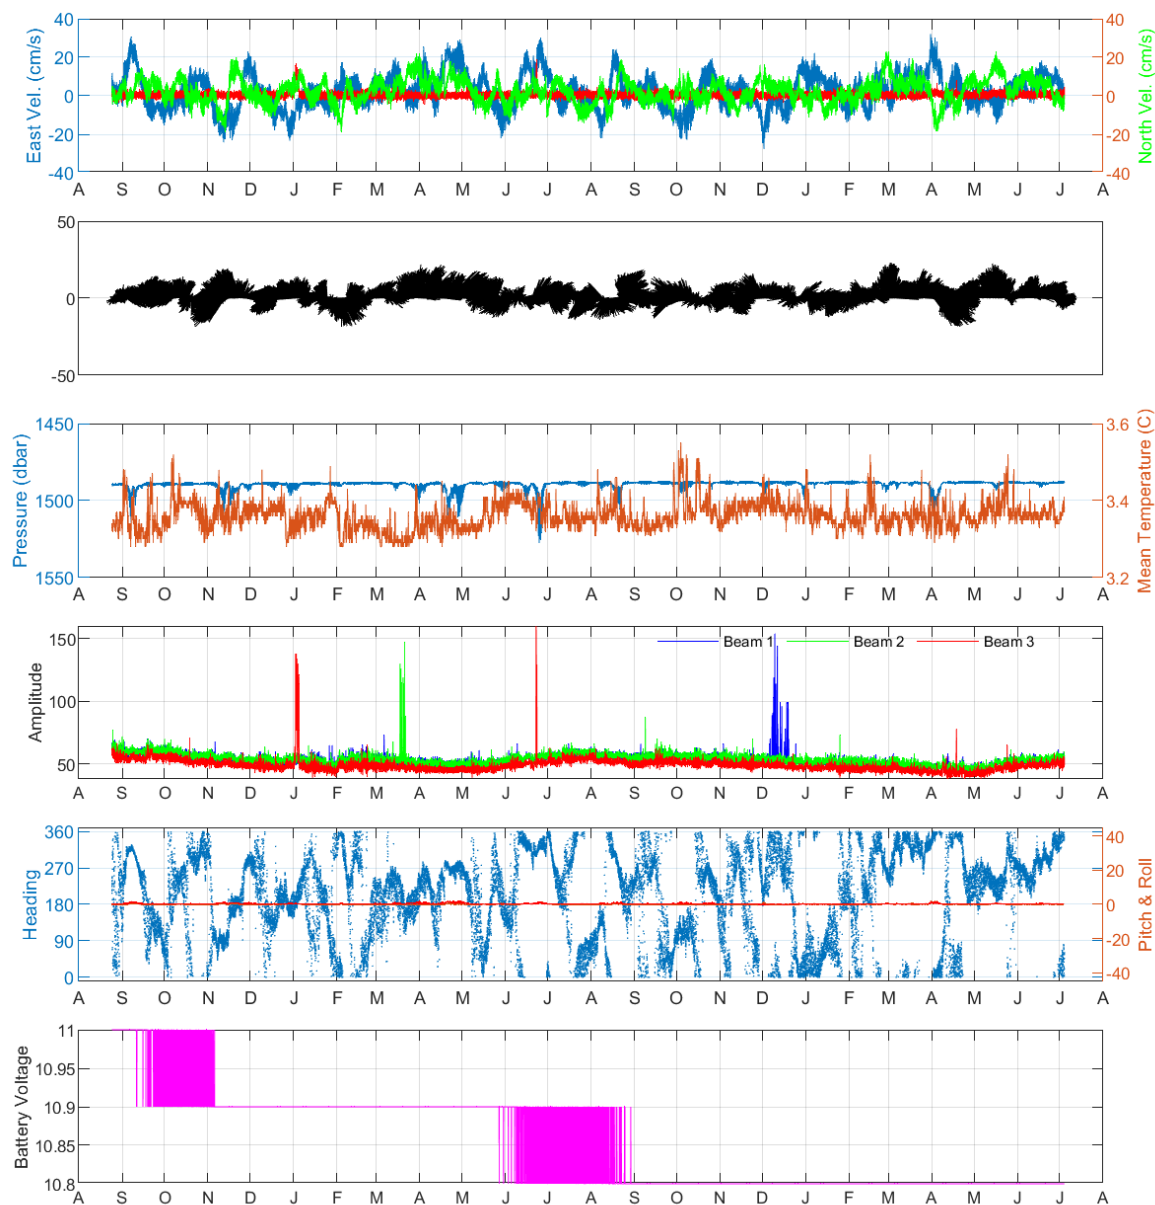 40
20
0
-20
-40
East Vel. (cm/s)
40
20
0
-20
-40
North Vel. (cm/s)
A S O N D J F M A M J J A S O N D J F M A M J J A
50
0
-50
1450
1500
1550
Pressure (dbar)
3.6
3.4
3.2
Mean Temperature (C)
A S O N D J F M A M J J A S O N D J F M A M J J A
150
100
50
Amplitude
Beam 1 Beam 2 Beam 3
A S O N D J F M A M J J A S O N D J F M A M J J A
360
270
180
90
0
Heading
40
20
0
-20
-40
Pitch & Roll
A S O N D J F M A M J J A S O N D J F M A M J J A
11
10.95
10.9
10.85
10.8
Battery Voltage
A S O N D J F M A M J J A S O N D J F M A M J J A